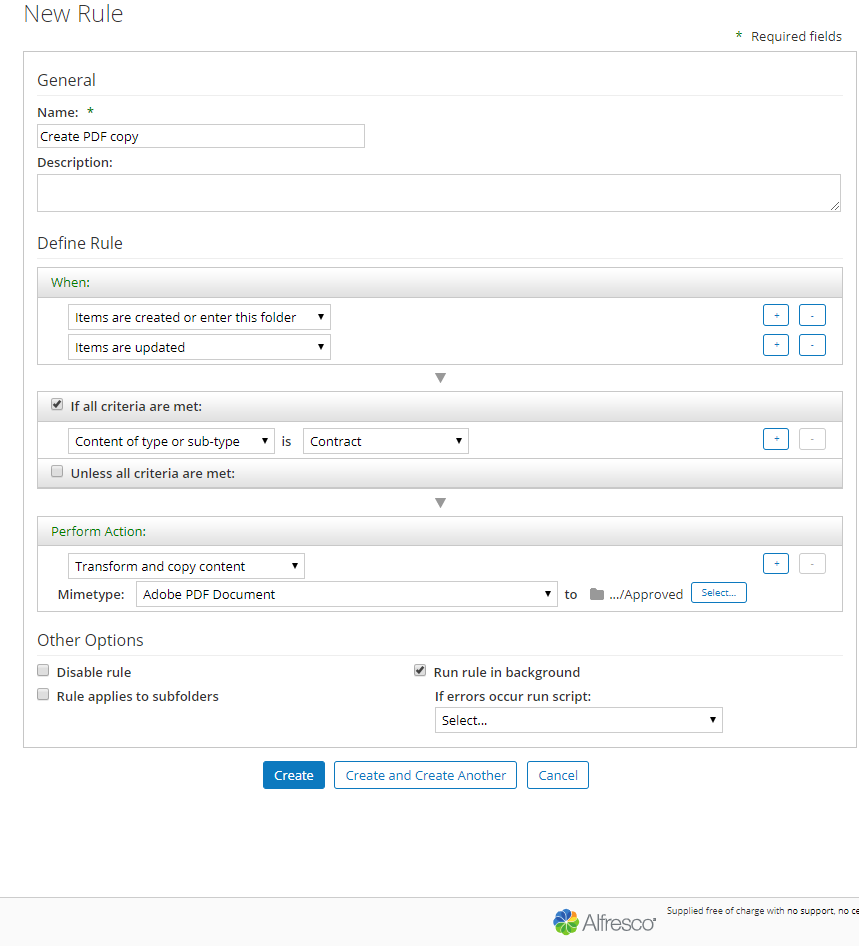 New Rule
* Required fields
General
Name: *
Create PDF copy
Description:
Define Rule
When:
Items are created or enter this folder + -
Items are updated + -
If all criteria are met:
Content of type or sub-type is Contract + -
Unless all criteria are met:
Perform Action:
Transform and copy content + -
Mimetype: Adobe PDF Document to .../Approved Select...
Other Options
Disable rule Run rule in background
Rule applies to subfolders If errors occur run script:
Select...
Create Create and Create Another Cancel
Alfresco Supplied free of charge with no support, no ce